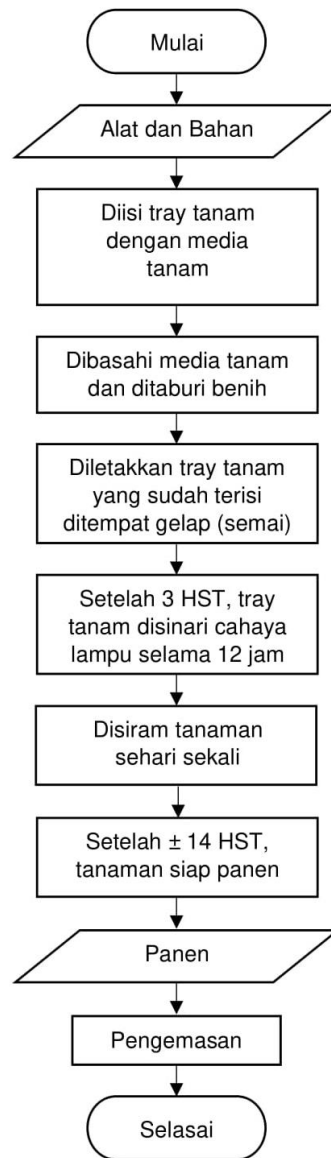 Mulai
Alat dan Bahan
Diisi tray tanam
dengan media
tanam
Dibasahi media tanam
dan ditaburi benih
Diletakkan tray tanam
yang sudah terisi
ditempat gelap (semai)
Setelah 3 HST, tray
tanam disinari cahaya
lampu selama 12 jam
Disiram tanaman
sehari sekali
Setelah ± 14 HST,
tanaman siap panen
Panen
Pengemasan
Selasai